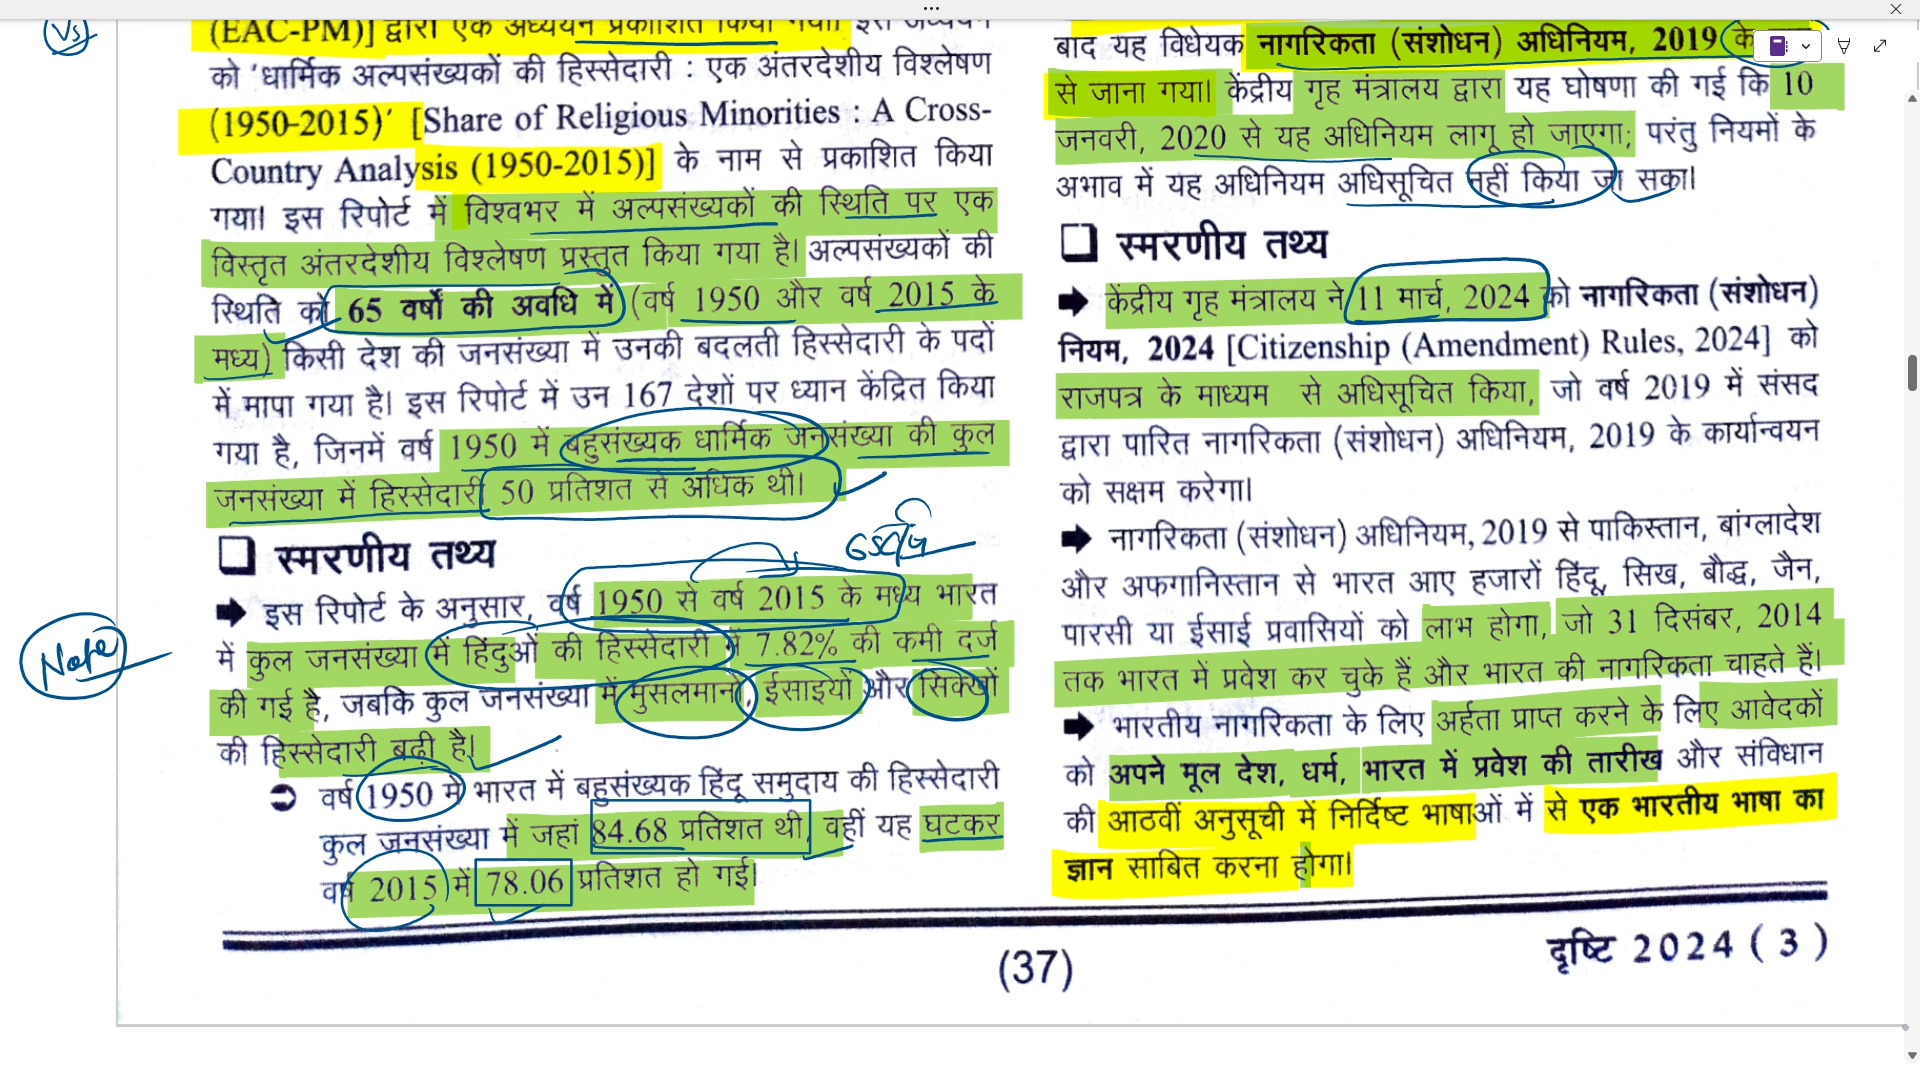 Vs
(EAC-PM)] द्वारा एक अध्ययन प्रकाशित किया गया। इस अध्ययन
को 'धार्मिक अल्पसंख्यकों की हिस्सेदारी : एक अंतरदेशीय विश्लेषण
(1950-2015)' [Share of Religious Minorities : A Cross-
Country Analysis (1950-2015)] के नाम से प्रकाशित किया
गया। इस रिपोर्ट में विश्वभर में अल्पसंख्यकों की स्थिति पर एक
विस्तृत अंतरदेशीय विश्लेषण प्रस्तुत किया गया है। अल्पसंख्यकों की
स्थिति को 65 वर्षों की अवधि में (वर्ष 1950 और वर्ष 2015 के
मध्य) किसी देश की जनसंख्या में उनकी बदलती हिस्सेदारी के पदों
में मापा गया है। इस रिपोर्ट में उन 167 देशों पर ध्यान केंद्रित किया
गया है, जिनमें वर्ष 1950 में बहुसंख्यक धार्मिक जनसंख्या की कुल
जनसंख्या में हिस्सेदारी 50 प्रतिशत से अधिक थी।
❑ स्मरणीय तथ्य
➡ इस रिपोर्ट के अनुसार, वर्ष 1950 से वर्ष 2015 के मध्य भारत
में कुल जनसंख्या में हिंदुओं की हिस्सेदारी में 7.82% की कमी दर्ज
की गई है, जबकि कुल जनसंख्या में मुसलमानों, ईसाइयों और सिक्खों
की हिस्सेदारी बढ़ी है।
Note
➲ वर्ष 1950 में भारत में बहुसंख्यक हिंदू समुदाय की हिस्सेदारी
कुल जनसंख्या में जहां 84.68 प्रतिशत थी, वहीं यह घटकर
वर्ष 2015 में 78.06 प्रतिशत हो गई।
बाद यह विधेयक नागरिकता (संशोधन) अधिनियम, 2019 के
से जाना गया। केंद्रीय गृह मंत्रालय द्वारा यह घोषणा की गई कि 10
जनवरी, 2020 से यह अधिनियम लागू हो जाएगा; परंतु नियमों के
अभाव में यह अधिनियम अधिसूचित नहीं किया जा सका।
❑ स्मरणीय तथ्य
➡ केंद्रीय गृह मंत्रालय ने 11 मार्च, 2024 को नागरिकता (संशोधन)
नियम, 2024 [Citizenship (Amendment) Rules, 2024] को
राजपत्र के माध्यम से अधिसूचित किया, जो वर्ष 2019 में संसद
द्वारा पारित नागरिकता (संशोधन) अधिनियम, 2019 के कार्यान्वयन
को सक्षम करेगा।
➡ नागरिकता (संशोधन) अधिनियम, 2019 से पाकिस्तान, बांग्लादेश
और अफगानिस्तान से भारत आए हजारों हिंदू, सिख, बौद्ध, जैन,
पारसी या ईसाई प्रवासियों को लाभ होगा, जो 31 दिसंबर, 2014
तक भारत में प्रवेश कर चुके हैं और भारत की नागरिकता चाहते हैं।
➡ भारतीय नागरिकता के लिए अर्हता प्राप्त करने के लिए आवेदकों
को अपने मूल देश, धर्म, भारत में प्रवेश की तारीख और संविधान
की आठवीं अनुसूची में निर्दिष्ट भाषाओं में से एक भारतीय भाषा का
ज्ञान साबित करना होगा।
(37)
दृष्टि 2024 ( 3 )